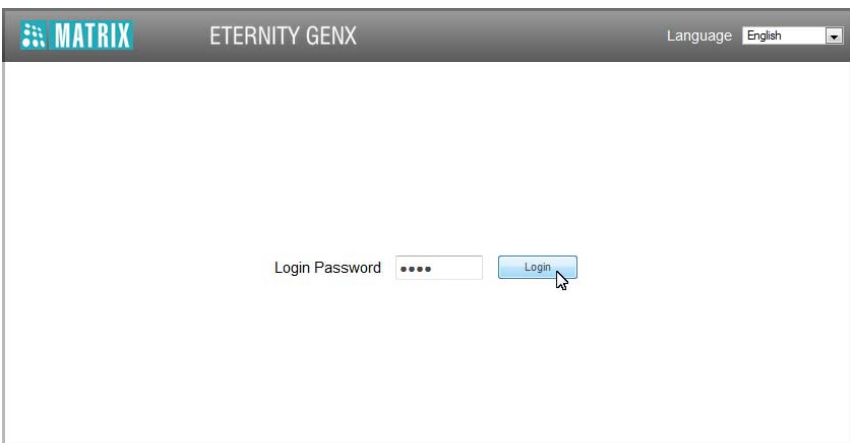 MATRIX ETERNITY GENX Language English
Login Password •••• Login